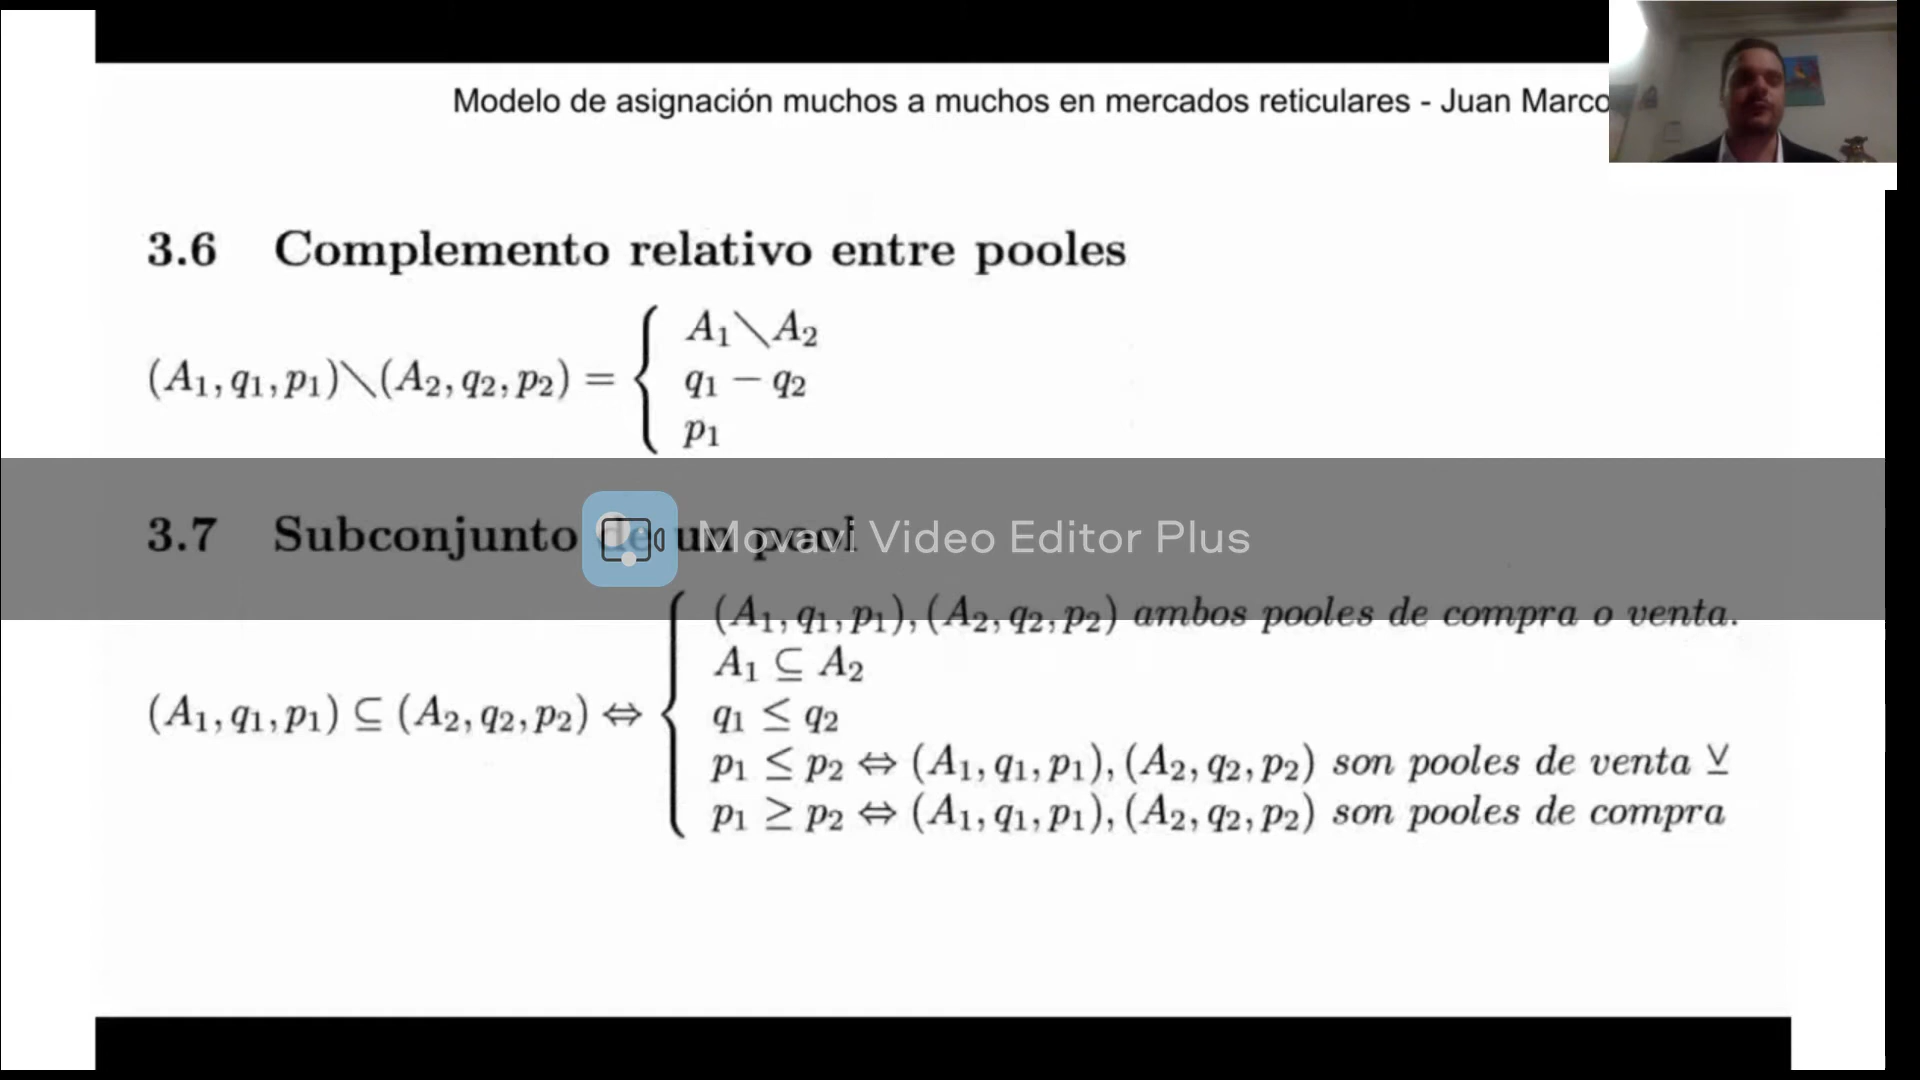 Modelo de asignación muchos a muchos en mercados reticulares - Juan Marco
3.6 Complemento relativo entre pooles
(A₁, q₁, p₁)∖(A₂, q₂, p₂) = {
A₁∖A₂
q₁ − q₂
p₁
3.7 Subconjunto de un pool
Movavi Video Editor Plus
(A₁, q₁, p₁) ⊆ (A₂, q₂, p₂) ⇔ {
(A₁, q₁, p₁), (A₂, q₂, p₂) ambos pooles de compra o venta.
A₁ ⊆ A₂
q₁ ≤ q₂
p₁ ≤ p₂ ⇔ (A₁, q₁, p₁), (A₂, q₂, p₂) son pooles de venta ⊻
p₁ ≥ p₂ ⇔ (A₁, q₁, p₁), (A₂, q₂, p₂) son pooles de compra